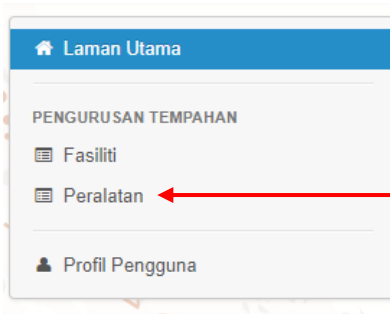 Laman Utama
PENGURUSAN TEMPAHAN
Fasiliti
Peralatan
Profil Pengguna